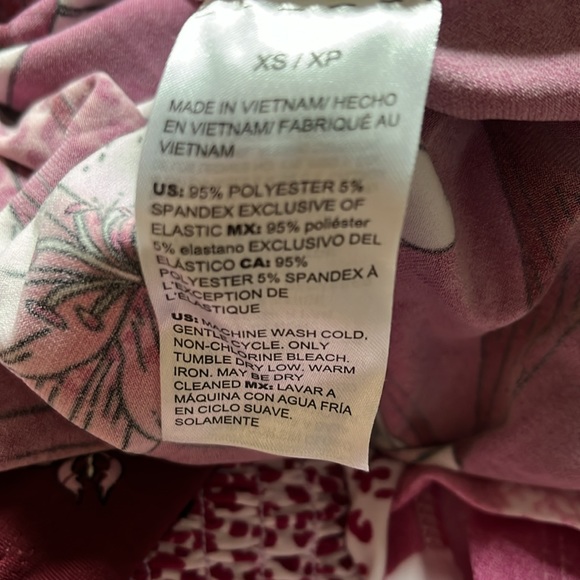 XS / XP
MADE IN VIETNAM/ HECHO
EN VIETNAM/ FABRIQUÉ AU
VIETNAM
US: 95% POLYESTER 5%
SPANDEX EXCLUSIVE OF
ELASTIC MX: 95% poliéster
5% elastano EXCLUSIVO DEL
ELÁSTICO CA: 95%
POLYESTER 5% SPANDEX À
L'EXCEPTION DE
L'ÉLASTIQUE
US: MACHINE WASH COLD,
GENTLE CYCLE. ONLY
NON-CHLORINE BLEACH.
TUMBLE DRY LOW. WARM
IRON. MAY BE DRY
CLEANED MX: LAVAR A
MÁQUINA CON AGUA FRÍA
EN CICLO SUAVE.
SOLAMENTE